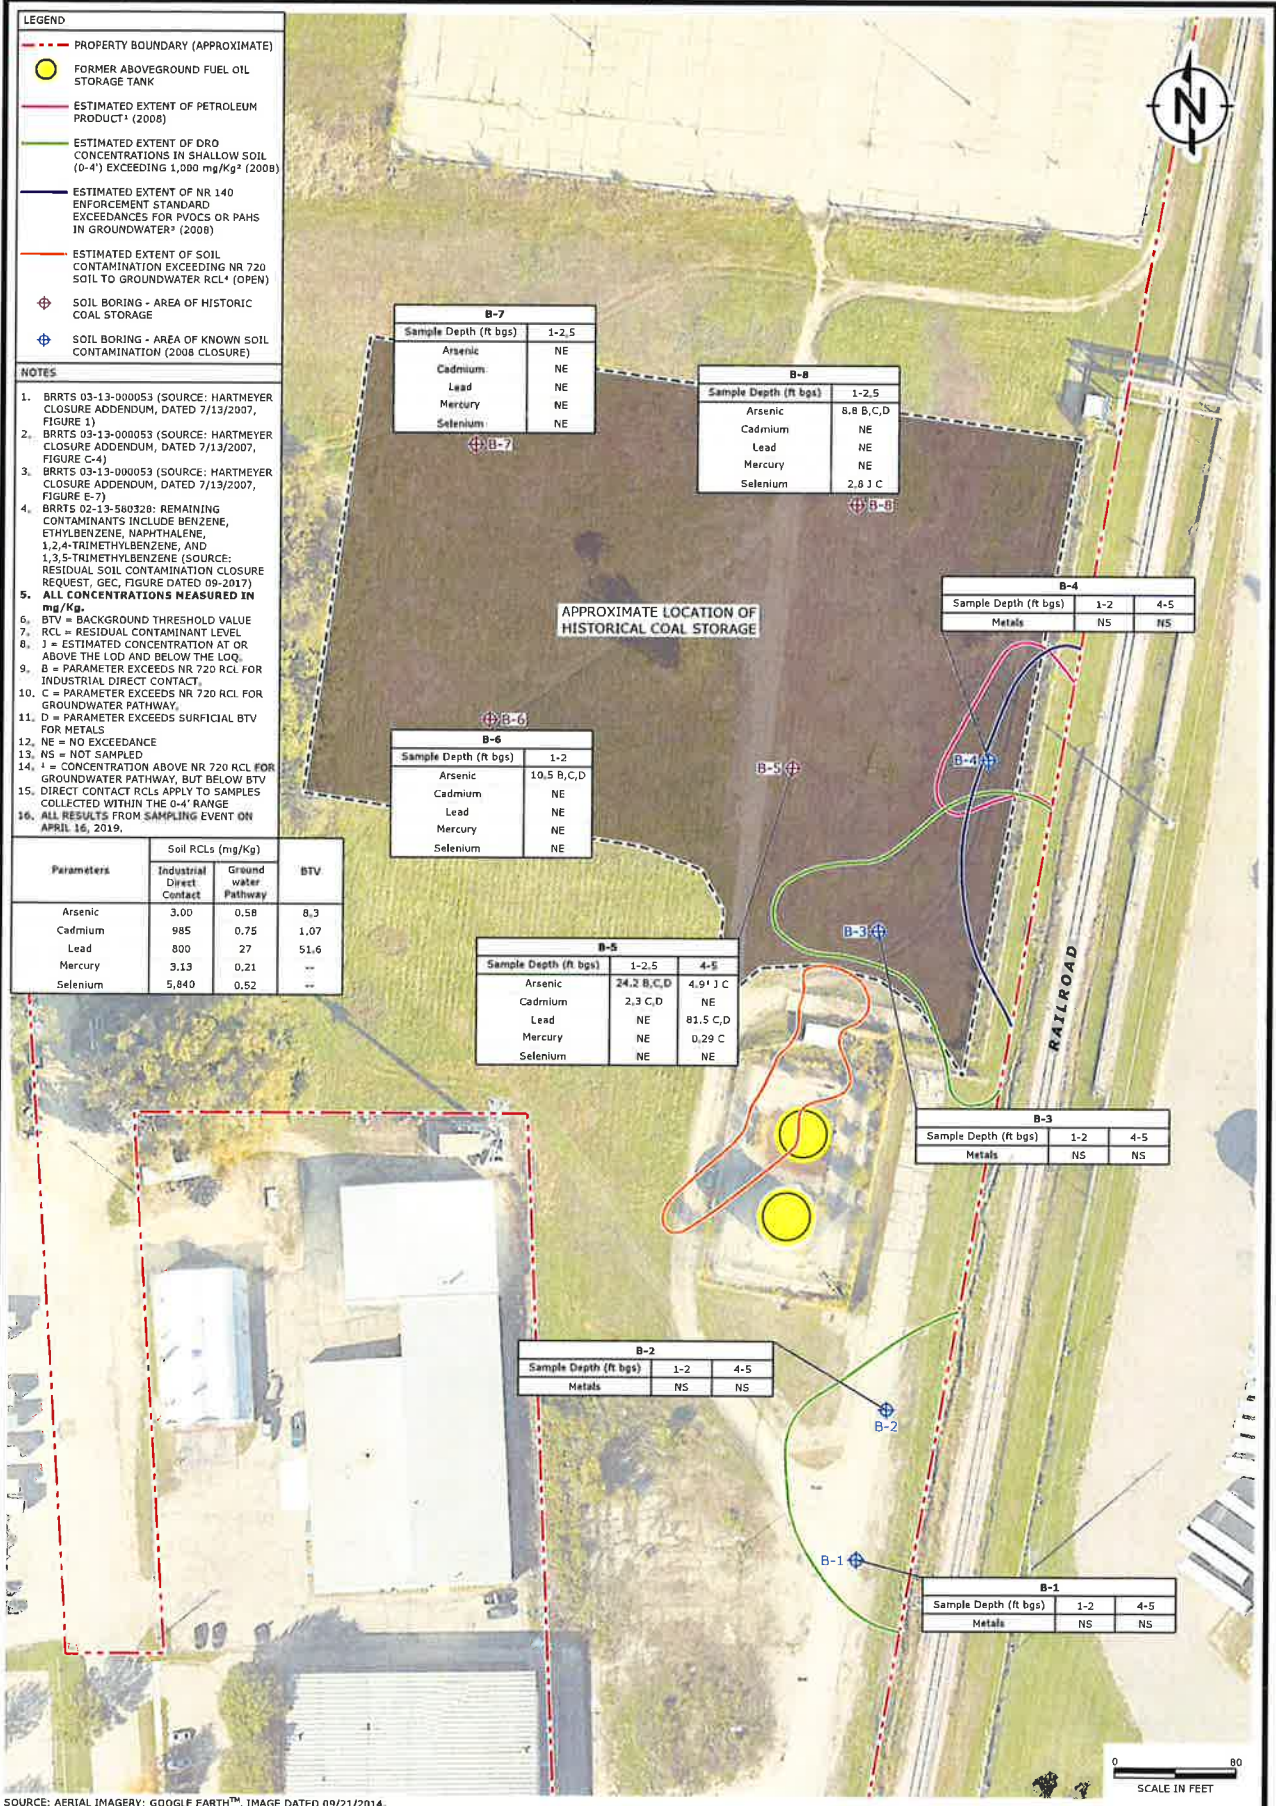 LEGEND
PROPERTY BOUNDARY (APPROXIMATE)
FORMER ABOVEGROUND FUEL OIL
STORAGE TANK
ESTIMATED EXTENT OF PETROLEUM
PRODUCT¹ (2008)
ESTIMATED EXTENT OF DRO
CONCENTRATIONS IN SHALLOW SOIL
(0-4') EXCEEDING 1,000 mg/Kg² (2008)
ESTIMATED EXTENT OF NR 140
ENFORCEMENT STANDARD
EXCEEDANCES FOR PVOCS OR PAHS
IN GROUNDWATER³ (2008)
ESTIMATED EXTENT OF SOIL
CONTAMINATION EXCEEDING NR 720
SOIL TO GROUNDWATER RCL⁴ (OPEN)
SOIL BORING - AREA OF HISTORIC
COAL STORAGE
SOIL BORING - AREA OF KNOWN SOIL
CONTAMINATION (2008 CLOSURE)
NOTES
1. BRRTS 03-13-000053 (SOURCE: HARTMEYER
CLOSURE ADDENDUM, DATED 7/13/2007,
FIGURE 1)
2. BRRTS 03-13-000053 (SOURCE: HARTMEYER
CLOSURE ADDENDUM, DATED 7/13/2007,
FIGURE C-4)
3. BRRTS 03-13-000053 (SOURCE: HARTMEYER
CLOSURE ADDENDUM, DATED 7/13/2007,
FIGURE E-7)
4. BRRTS 02-13-580328: REMAINING
CONTAMINANTS INCLUDE BENZENE,
ETHYLBENZENE, NAPHTHALENE,
1,2,4-TRIMETHYLBENZENE, AND
1,3,5-TRIMETHYLBENZENE (SOURCE:
RESIDUAL SOIL CONTAMINATION CLOSURE
REQUEST, GEC, FIGURE DATED 09-2017)
5. ALL CONCENTRATIONS MEASURED IN
mg/Kg.
6. BTV = BACKGROUND THRESHOLD VALUE
7. RCL = RESIDUAL CONTAMINANT LEVEL
8. J = ESTIMATED CONCENTRATION AT OR
ABOVE THE LOD AND BELOW THE LOQ.
9. B = PARAMETER EXCEEDS NR 720 RCL FOR
INDUSTRIAL DIRECT CONTACT.
10. C = PARAMETER EXCEEDS NR 720 RCL FOR
GROUNDWATER PATHWAY.
11. D = PARAMETER EXCEEDS SURFICIAL BTV
FOR METALS
12. NE = NO EXCEEDANCE
13. NS = NOT SAMPLED
14. ¹ = CONCENTRATION ABOVE NR 720 RCL FOR
GROUNDWATER PATHWAY, BUT BELOW BTV
15. DIRECT CONTACT RCLs APPLY TO SAMPLES
COLLECTED WITHIN THE 0-4' RANGE
16. ALL RESULTS FROM SAMPLING EVENT ON
APRIL 16, 2019.
Parameters Soil RCLs (mg/Kg) BTV
Industrial Direct Contact Ground water Pathway
Arsenic 3.00 0.58 8.3
Cadmium 985 0.75 1.07
Lead 800 27 51.6
Mercury 3.13 0.21 --
Selenium 5,840 0.52 --
B-7
Sample Depth (ft bgs) 1-2.5
Arsenic NE
Cadmium NE
Lead NE
Mercury NE
Selenium NE
B-7
B-8
Sample Depth (ft bgs) 1-2.5
Arsenic 8.8 B,C,D
Cadmium NE
Lead NE
Mercury NE
Selenium 2.8 J C
B-8
B-4
Sample Depth (ft bgs) 1-2 4-5
Metals NS NS
APPROXIMATE LOCATION OF
HISTORICAL COAL STORAGE
B-6
B-6
Sample Depth (ft bgs) 1-2
Arsenic 10.5 B,C,D
Cadmium NE
Lead NE
Mercury NE
Selenium NE
B-5
B-4
B-3
B-5
Sample Depth (ft bgs) 1-2.5 4-5
Arsenic 24.2 B,C,D 4.9¹ J C
Cadmium 2.3 C,D NE
Lead NE 81.5 C,D
Mercury NE 0.29 C
Selenium NE NE
RAILROAD
B-3
Sample Depth (ft bgs) 1-2 4-5
Metals NS NS
B-2
Sample Depth (ft bgs) 1-2 4-5
Metals NS NS
B-2
B-1
B-1
Sample Depth (ft bgs) 1-2 4-5
Metals NS NS
N
0 80
SCALE IN FEET
SOURCE: AERIAL IMAGERY: GOOGLE EARTH™, IMAGE DATED 09/21/2014.